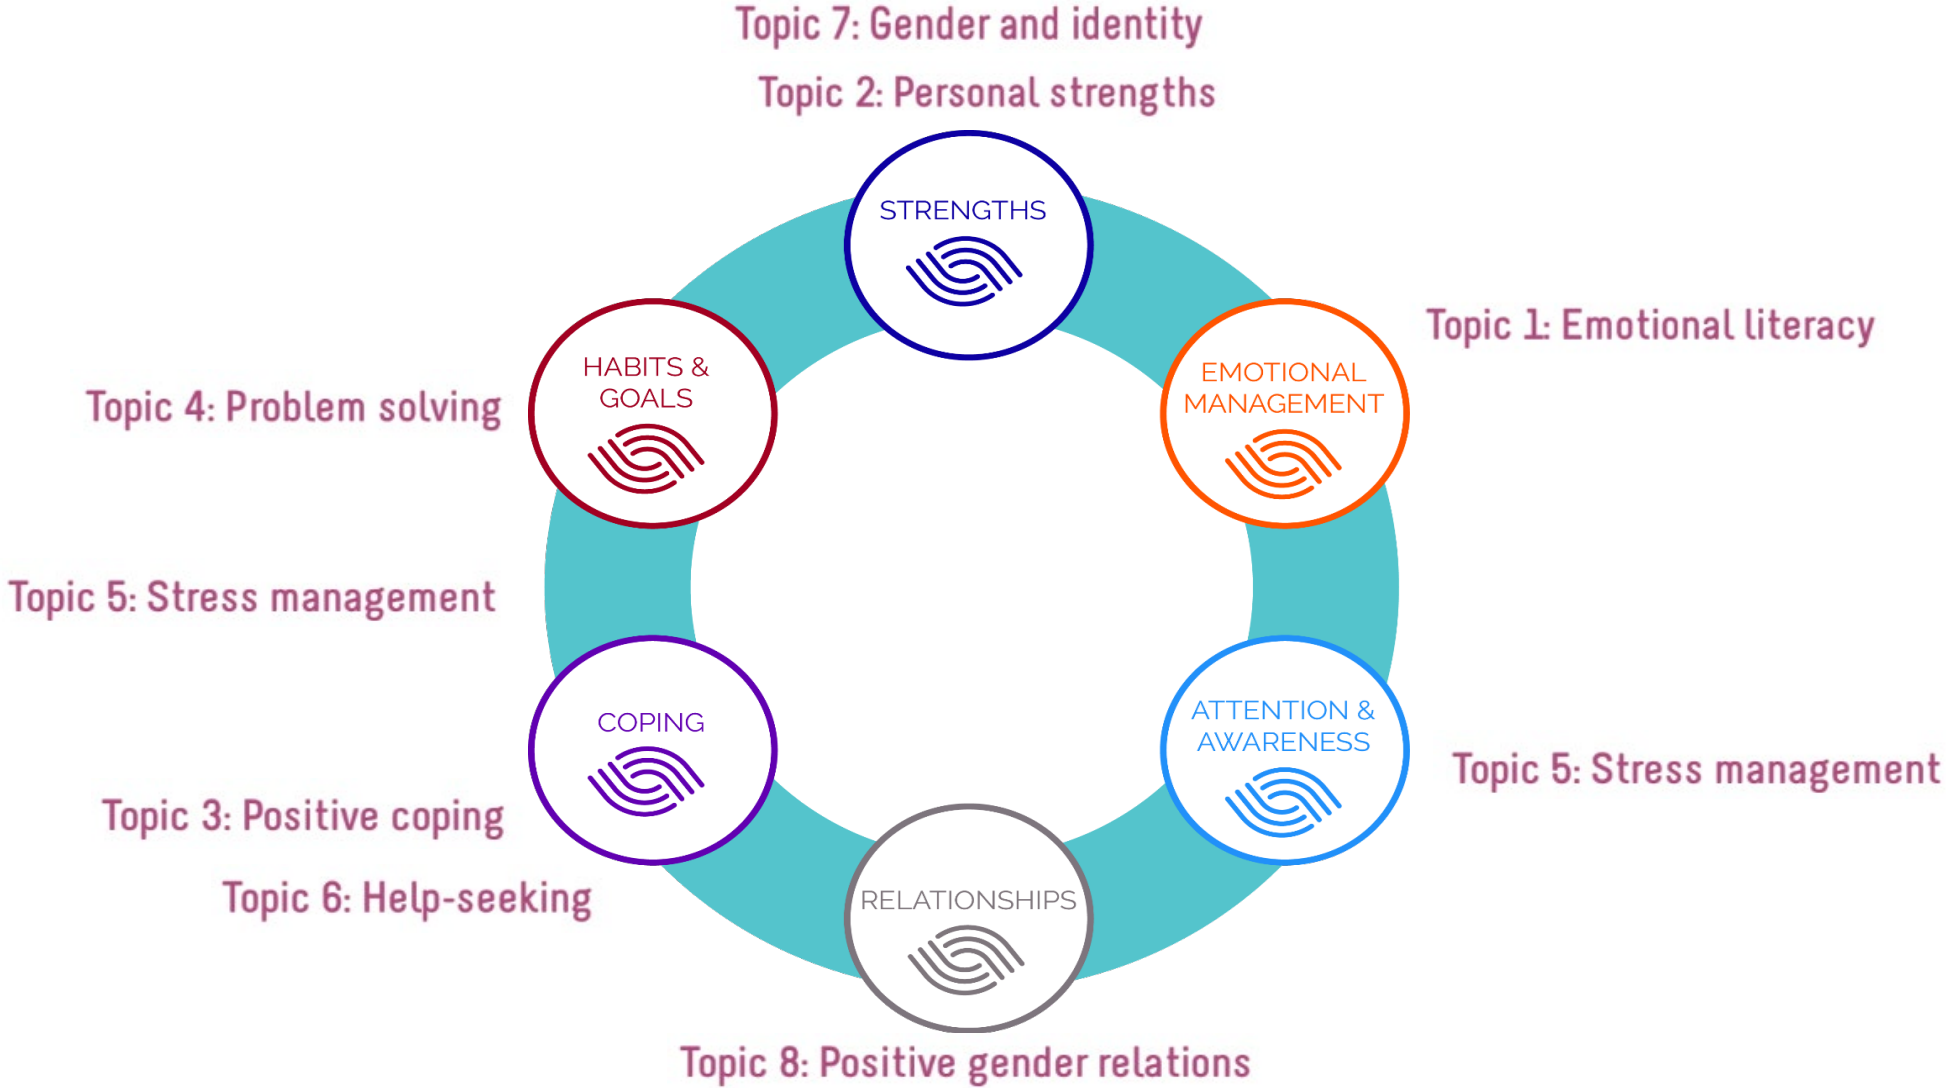 Topic 7: Gender and identity
Topic 2: Personal strengths
STRENGTHS
Topic 1: Emotional literacy
HABITS &
GOALS
EMOTIONAL
MANAGEMENT
Topic 4: Problem solving
Topic 5: Stress management
COPING
ATTENTION &
AWARENESS
Topic 5: Stress management
Topic 3: Positive coping
Topic 6: Help-seeking
RELATIONSHIPS
Topic 8: Positive gender relations